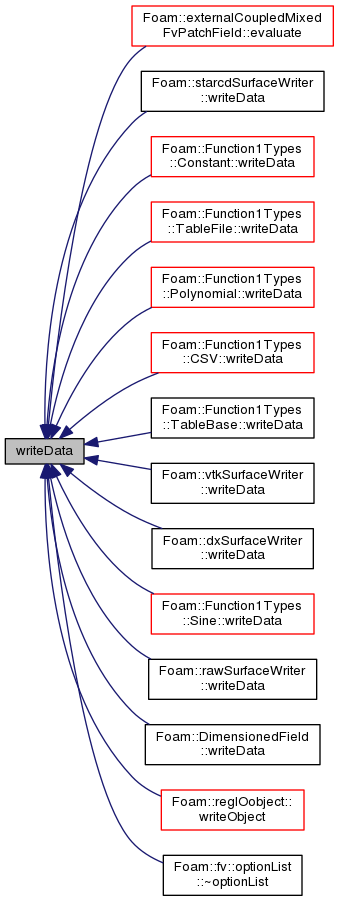 Foam::externalCoupledMixed
FvPatchField::evaluate
Foam::starcdSurfaceWriter
::writeData
Foam::Function1Types
::Constant::writeData
Foam::Function1Types
::TableFile::writeData
Foam::Function1Types
::Polynomial::writeData
Foam::Function1Types
::CSV::writeData
Foam::Function1Types
::TableBase::writeData
writeData
Foam::vtkSurfaceWriter
::writeData
Foam::dxSurfaceWriter
::writeData
Foam::Function1Types
::Sine::writeData
Foam::rawSurfaceWriter
::writeData
Foam::DimensionedField
::writeData
Foam::regIOobject::
writeObject
Foam::fv::optionList
::~optionList